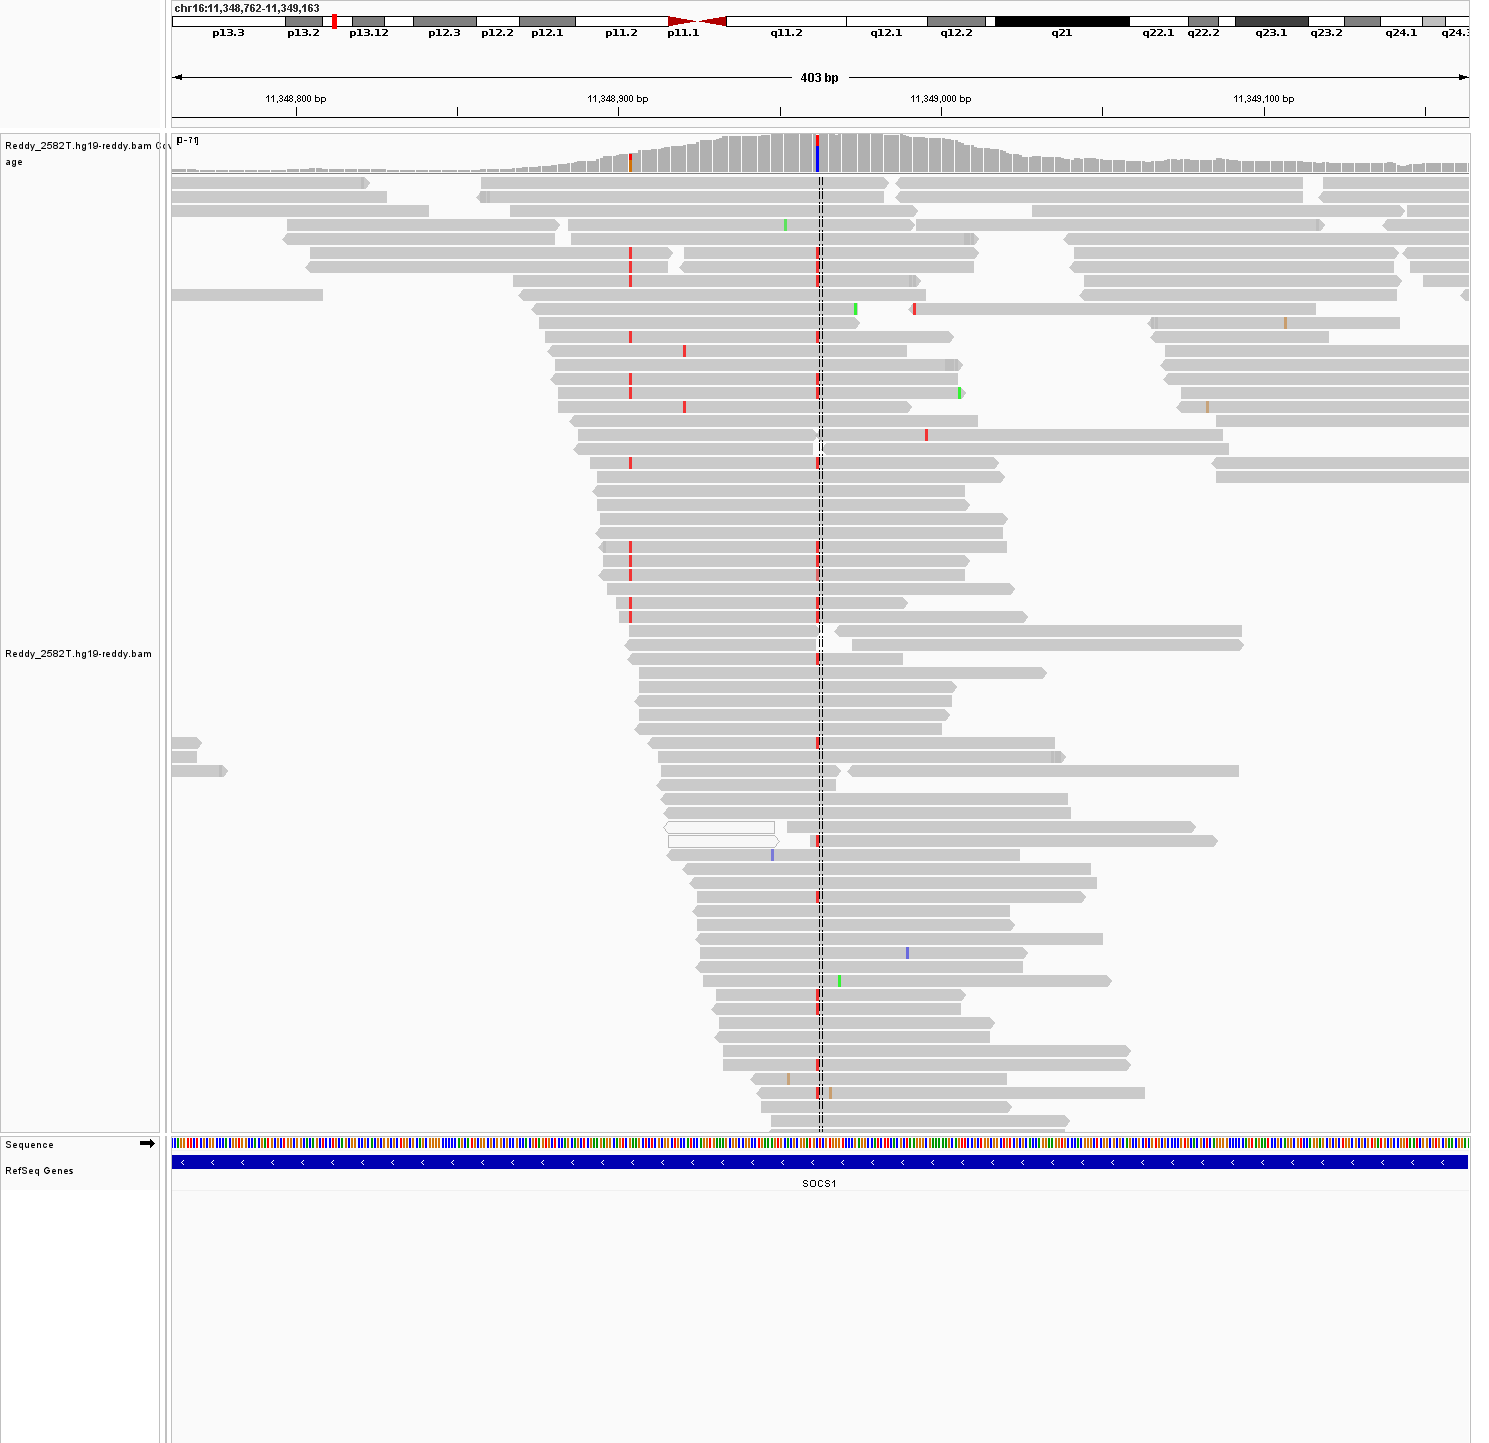 chr16:11,348,762-11,349,163
p13.3 p13.2 p13.12 p12.3 p12.2 p12.1 p11.2 p11.1 q11.2 q12.1 q12.2 q21 q22.1 q22.2 q23.1 q23.2 q24.1 q24.
403 bp
11,348,800 bp 11,348,900 bp 11,349,000 bp 11,349,100 bp
Reddy_2582T.hg19-reddy.bam Cov
age
[0-71]
Reddy_2582T.hg19-reddy.bam
Sequence
RefSeq Genes
SOCS1